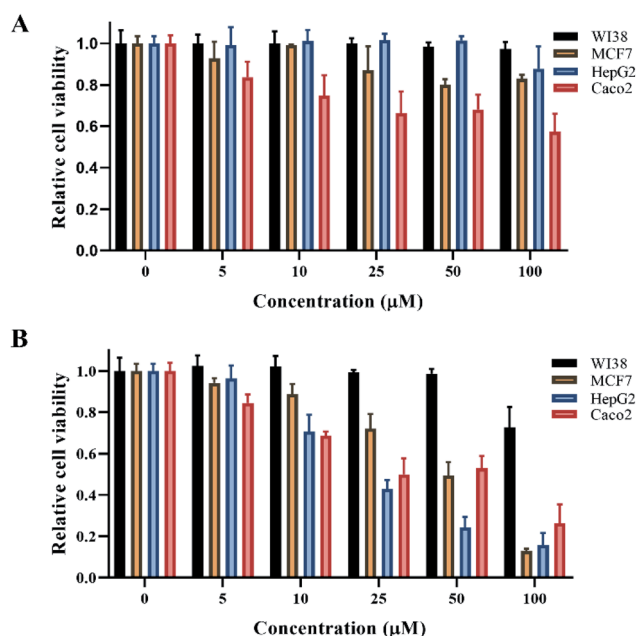 A
Relative cell viability
1.0
0.8
0.6
0.4
0.2
0.0
0 5 10 25 50 100
Concentration (μM)
WI38
MCF7
HepG2
Caco2
B
Relative cell viability
1.0
0.8
0.6
0.4
0.2
0.0
0 5 10 25 50 100
Concentration (μM)
WI38
MCF7
HepG2
Caco2